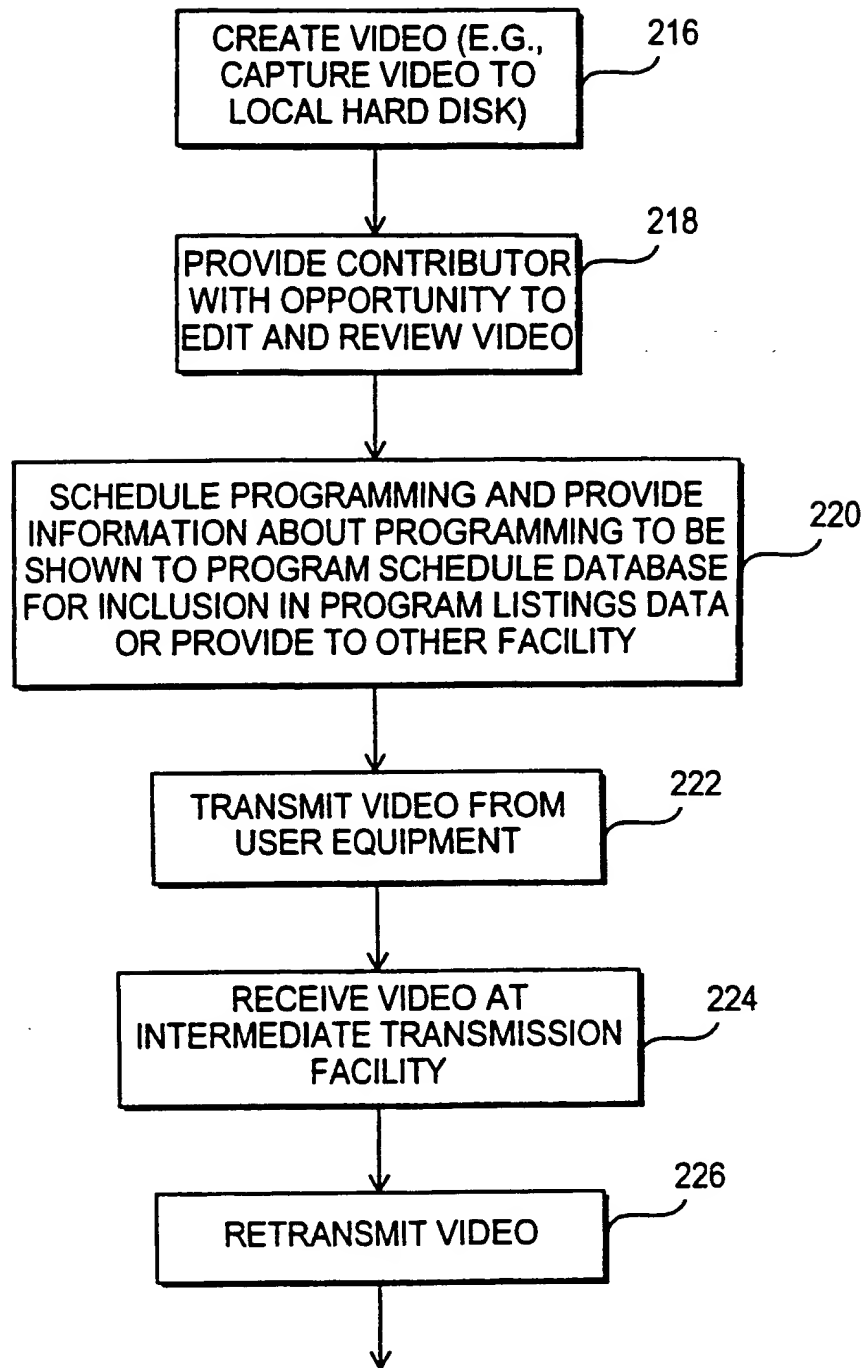 CREATE VIDEO (E.G.,
CAPTURE VIDEO TO
LOCAL HARD DISK)
216
PROVIDE CONTRIBUTOR
WITH OPPORTUNITY TO
EDIT AND REVIEW VIDEO
218
SCHEDULE PROGRAMMING AND PROVIDE
INFORMATION ABOUT PROGRAMMING TO BE
SHOWN TO PROGRAM SCHEDULE DATABASE
FOR INCLUSION IN PROGRAM LISTINGS DATA
OR PROVIDE TO OTHER FACILITY
220
TRANSMIT VIDEO FROM
USER EQUIPMENT
222
RECEIVE VIDEO AT
INTERMEDIATE TRANSMISSION
FACILITY
224
RETRANSMIT VIDEO
226